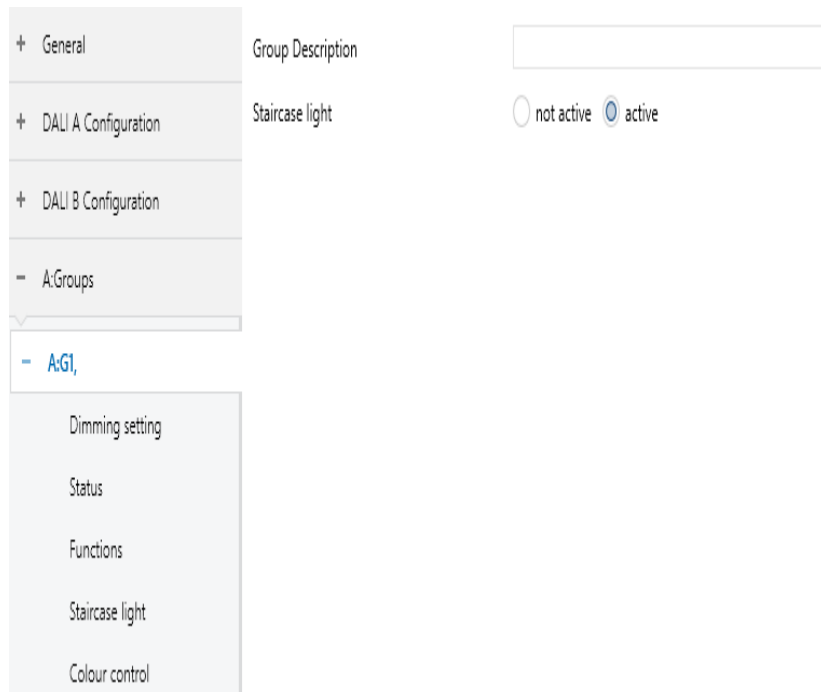 General
Group Description
DALI A Configuration
Staircase light
not active
active
DALI B Configuration
A:Groups
A:G1,
Dimming setting
Status
Functions
Staircase light
Colour control